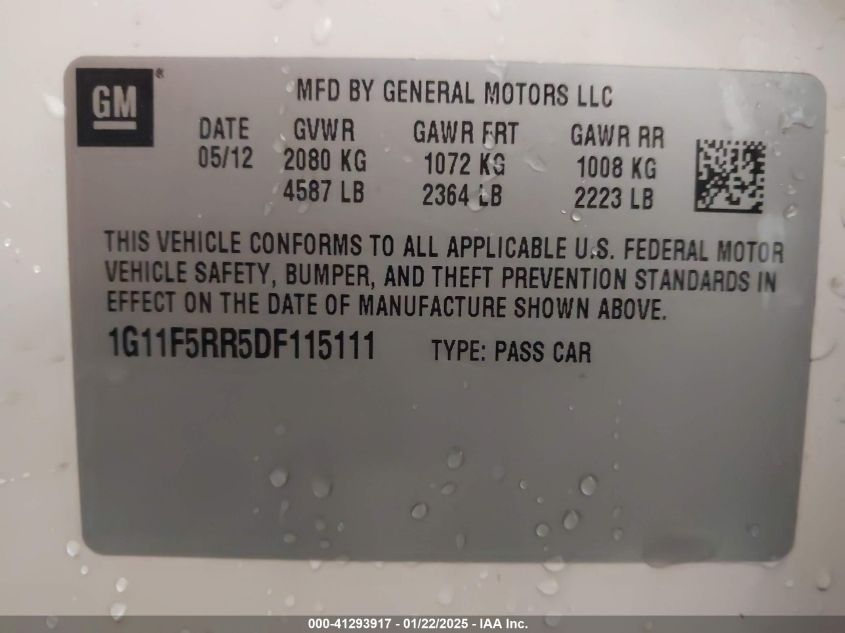 GM®
MFD BY GENERAL MOTORS LLC
DATE GVWR GAWR FRT GAWR RR
05/12 2080 KG 1072 KG 1008 KG
4587 LB 2364 LB 2223 LB
THIS VEHICLE CONFORMS TO ALL APPLICABLE U.S. FEDERAL MOTOR
VEHICLE SAFETY, BUMPER, AND THEFT PREVENTION STANDARDS IN
EFFECT ON THE DATE OF MANUFACTURE SHOWN ABOVE.
1G11F5RR5DF115111 TYPE: PASS CAR
000-41293917 - 01/22/2025 - IAA Inc.